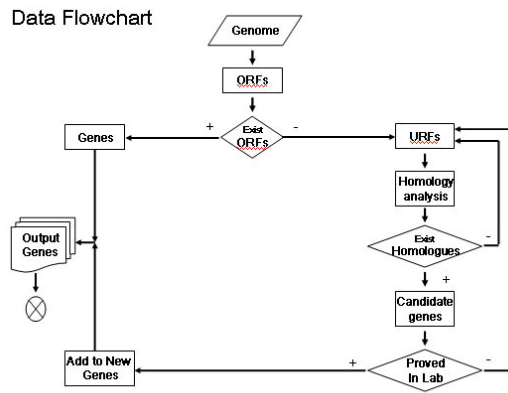 Data Flowchart
Genome
ORFs
Exist
ORFs
+
-
Genes
URFs
Homology
analysis
Exist
Homologues
-
+
Output
Genes
Candidate
genes
Add to New
Genes
+
Proved
In Lab
-